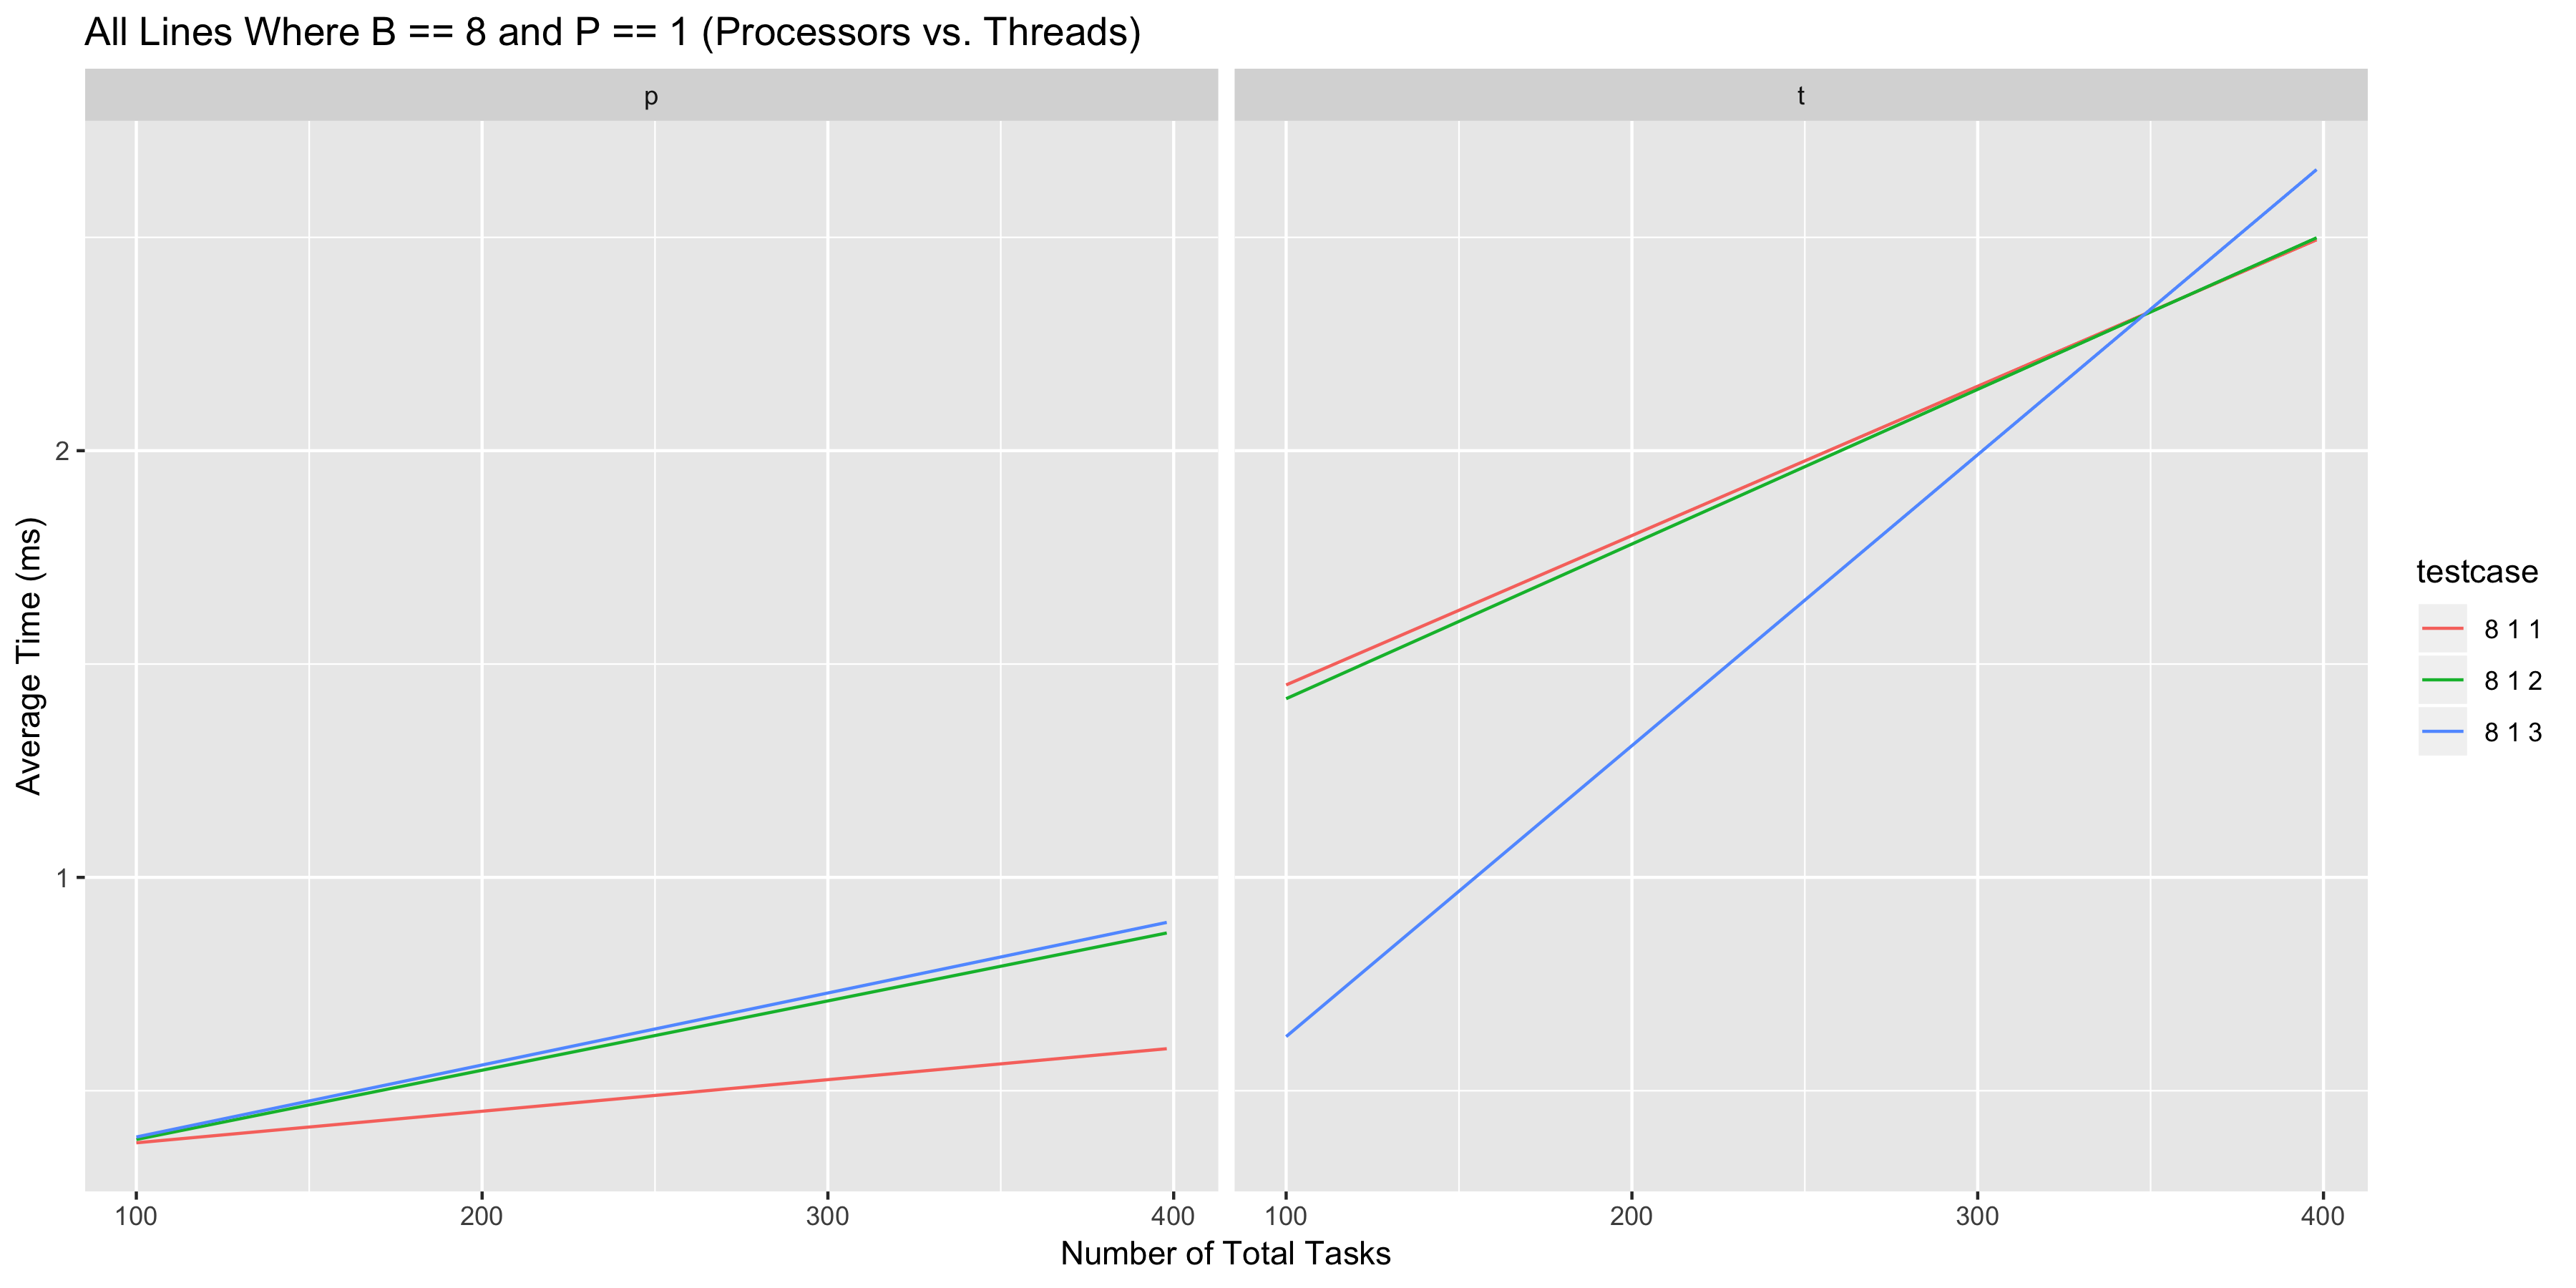 All Lines Where B == 8 and P == 1 (Processors vs. Threads)
p
t
Average Time (ms)
2
1
100 200 300 400
100 200 300 400
Number of Total Tasks
testcase
8 1 1
8 1 2
8 1 3